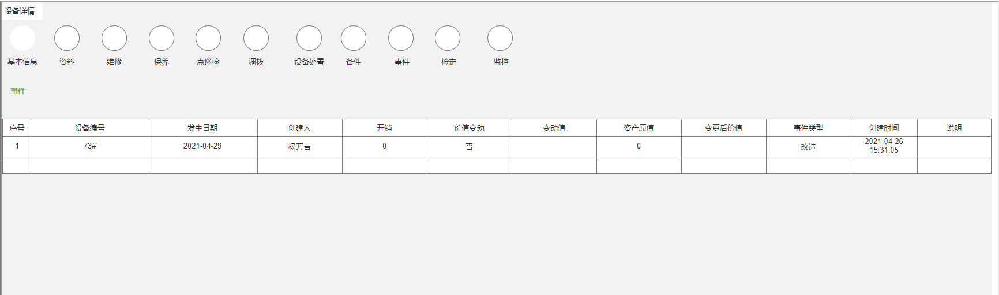 设备详情
基本信息 资料 维修 保养 点巡检 调拨 设备处置 备件 事件 检定 监控
事件
序号 设备编号 发生日期 创建人 开销 价值变动 变动值 资产原值 变更后价值 事件类型 创建时间 说明
1 73# 2021-04-29 杨万吉 0 否 0 改造 2021-04-26
15:31:05